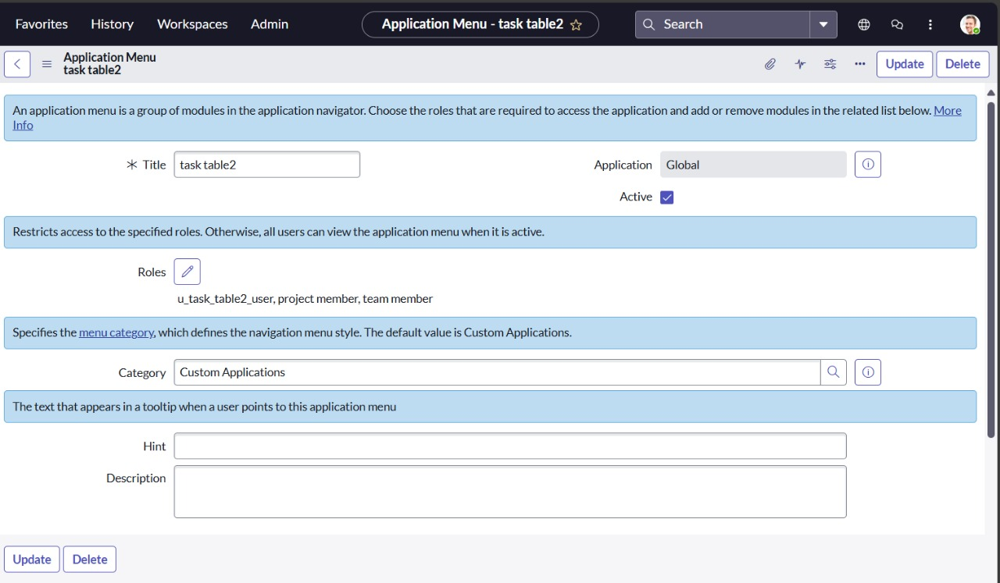 Favorites History Workspaces Admin Application Menu - task table2 Search
Application Menu
task table2
Update Delete
An application menu is a group of modules in the application navigator. Choose the roles that are required to access the application and add or remove modules in the related list below. More
Info
Title task table2 Application Global
Active
Restricts access to the specified roles. Otherwise, all users can view the application menu when it is active.
Roles
u_task_table2_user, project member, team member
Specifies the menu category, which defines the navigation menu style. The default value is Custom Applications.
Category Custom Applications
The text that appears in a tooltip when a user points to this application menu
Hint
Description
Update Delete